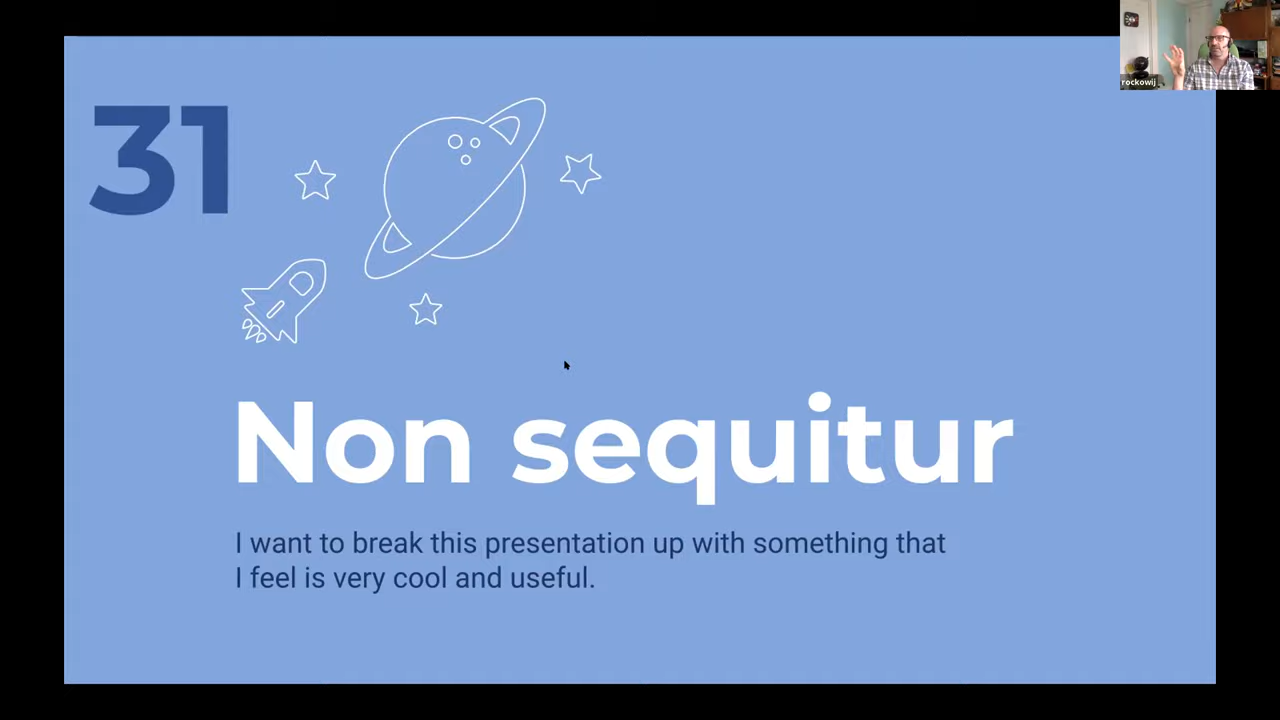 rockowij
31
Non sequitur
I want to break this presentation up with something that
I feel is very cool and useful.